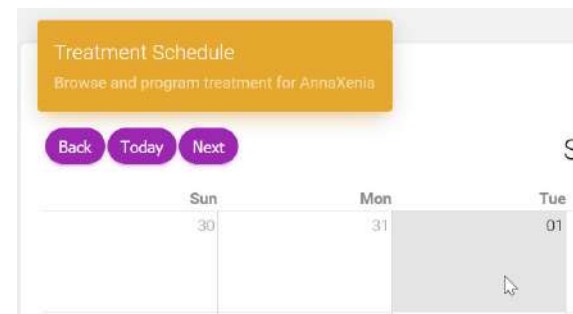 Treatment Schedule
Browse and program treatment for AnnaXenia
Back Today Next S
Sun Mon Tue
30 31 01